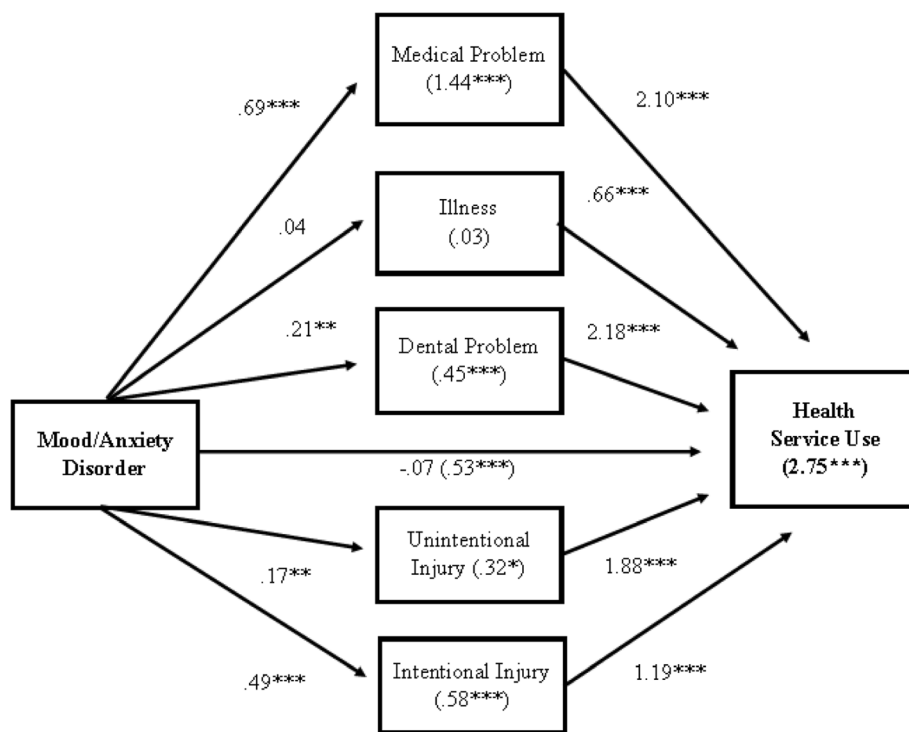 Medical Problem
(1.44***)
.69***
2.10***
Illness
(.03)
.04
.66***
Dental Problem
(.45***)
.21**
2.18***
Mood/Anxiety
Disorder
Health
Service Use
(2.75***)
-.07 (.53***)
Unintentional
Injury (.32*)
.17**
1.88***
Intentional Injury
(.58***)
.49***
1.19***